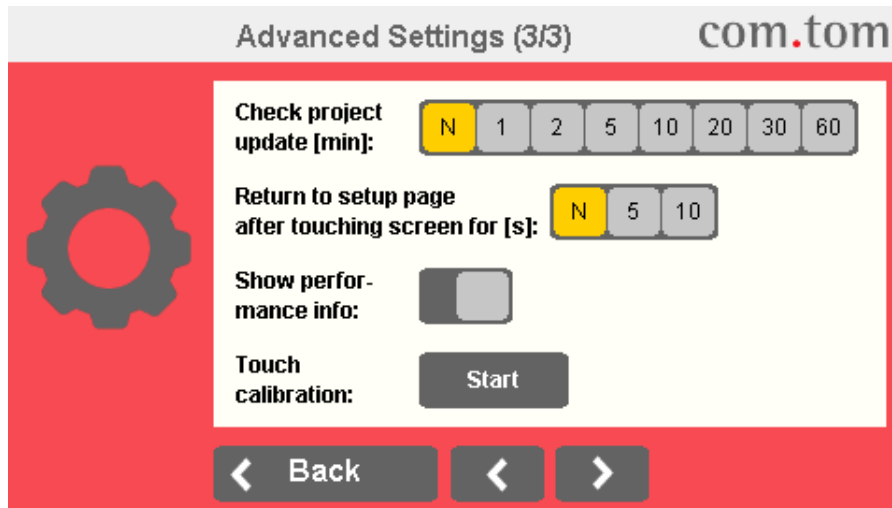 Advanced Settings (3/3)
com.tom
Check project
update [min]:
N 1 2 5 10 20 30 60
Return to setup page
after touching screen for [s]:
N 5 10
Show perfor-
mance info:
Touch
calibration:
Start
Back